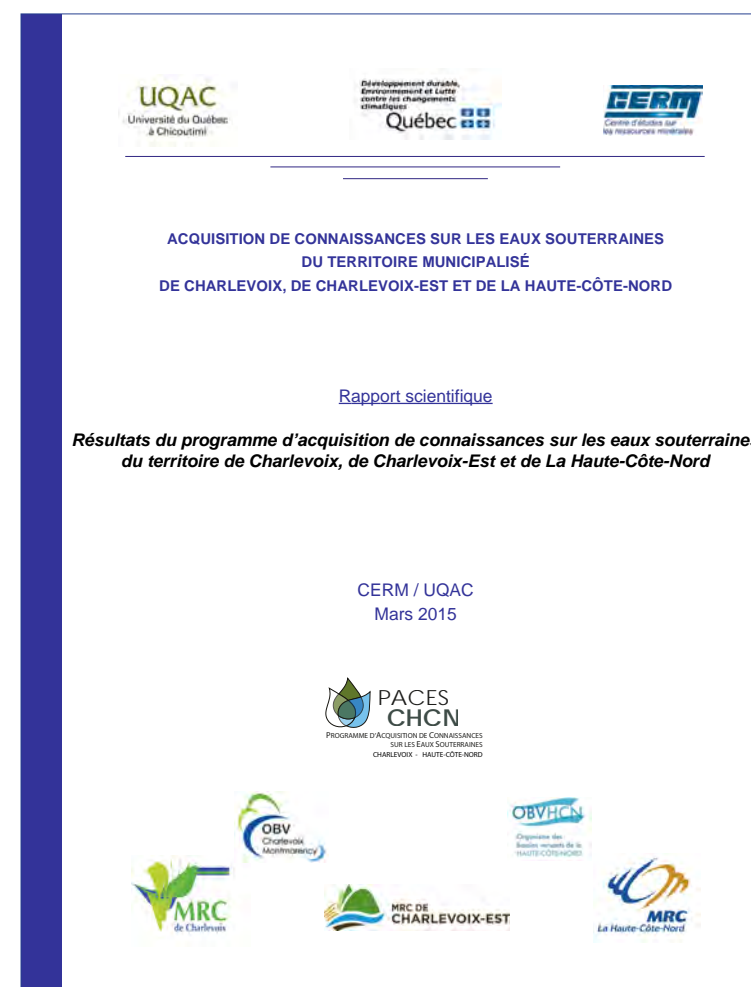 UQAC
Université du Québec
à Chicoutimi
Développement durable,
Environnement et Lutte
contre les changements
climatiques
Québec
CERM
Centre d'études sur
les ressources minérales
ACQUISITION DE CONNAISSANCES SUR LES EAUX SOUTERRAINES
DU TERRITOIRE MUNICIPALISÉ
DE CHARLEVOIX, DE CHARLEVOIX-EST ET DE LA HAUTE-CÔTE-NORD
Rapport scientifique
Résultats du programme d’acquisition de connaissances sur les eaux souterraines
du territoire de Charlevoix, de Charlevoix-Est et de La Haute-Côte-Nord
CERM / UQAC
Mars 2015
PACES
CHCN
PROGRAMME D'ACQUISITION DE CONNAISSANCES
SUR LES EAUX SOUTERRAINES
CHARLEVOIX - HAUTE-CÔTE-NORD
OBV
Charlevoix
Montmorency
OBVHCN
Organisme des
bassins versants de la
HAUTE-CÔTE-NORD
MRC
de Charlevoix
MRC DE
CHARLEVOIX-EST
MRC
La Haute-Côte-Nord